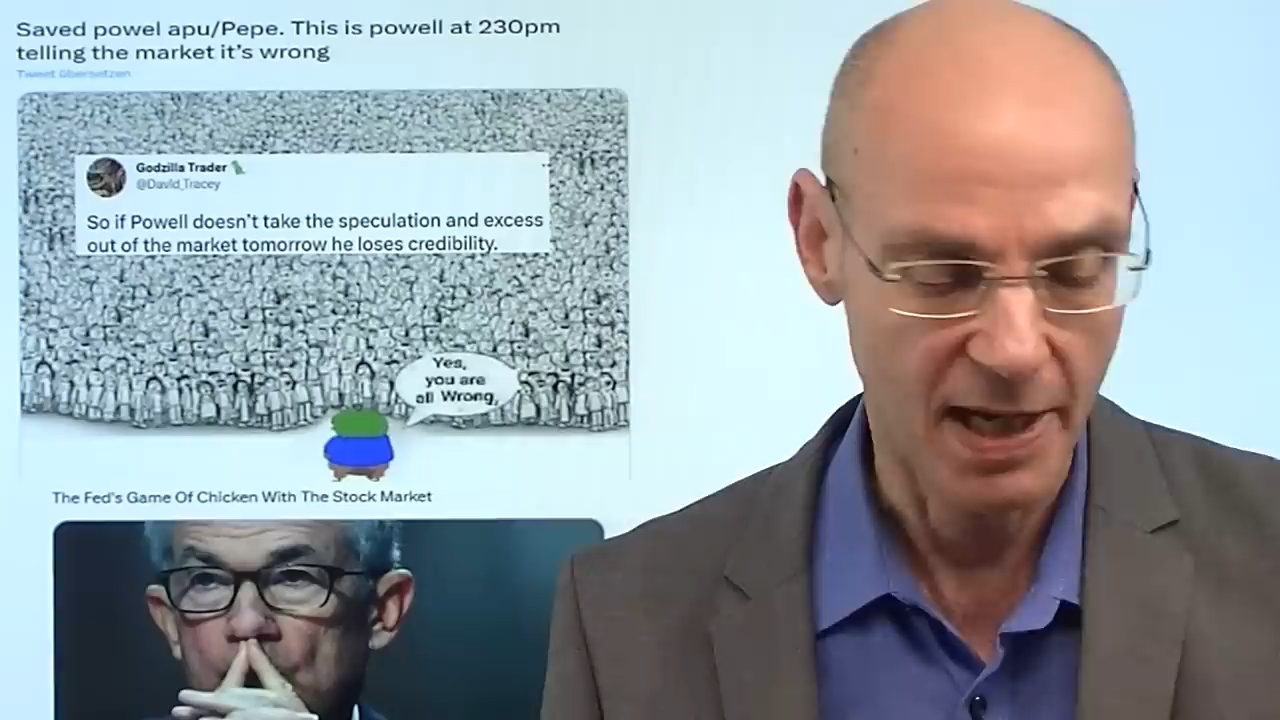 Saved powel apu/Pepe. This is powell at 230pm
telling the market it's wrong
Tweet übersetzen
Godzilla Trader
@David_Tracey
So if Powell doesn't take the speculation and excess
out of the market tomorrow he loses credibility.
Yes,
you are
all Wrong,
The Fed's Game Of Chicken With The Stock Market